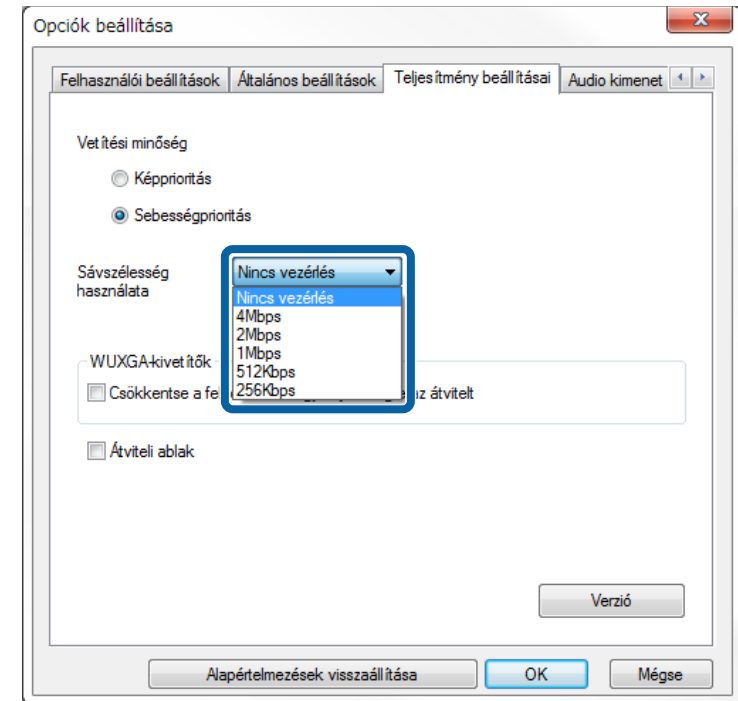 Opciók beállítása
Felhasználói beállítások Általános beállítások Teljesítmény beállításai Audio kimenet
Vetítési minőség
Képprioritás
Sebességprioritás
Sávszélesség
használata
Nincs vezérlés
Nincs vezérlés
4Mbps
2Mbps
1Mbps
512Kbps
256Kbps
WUXGA-kivetítők
Csökkentse a az átvitelt
Átviteli ablak
Verzió
Alapértelmezések visszaállítása OK Mégse